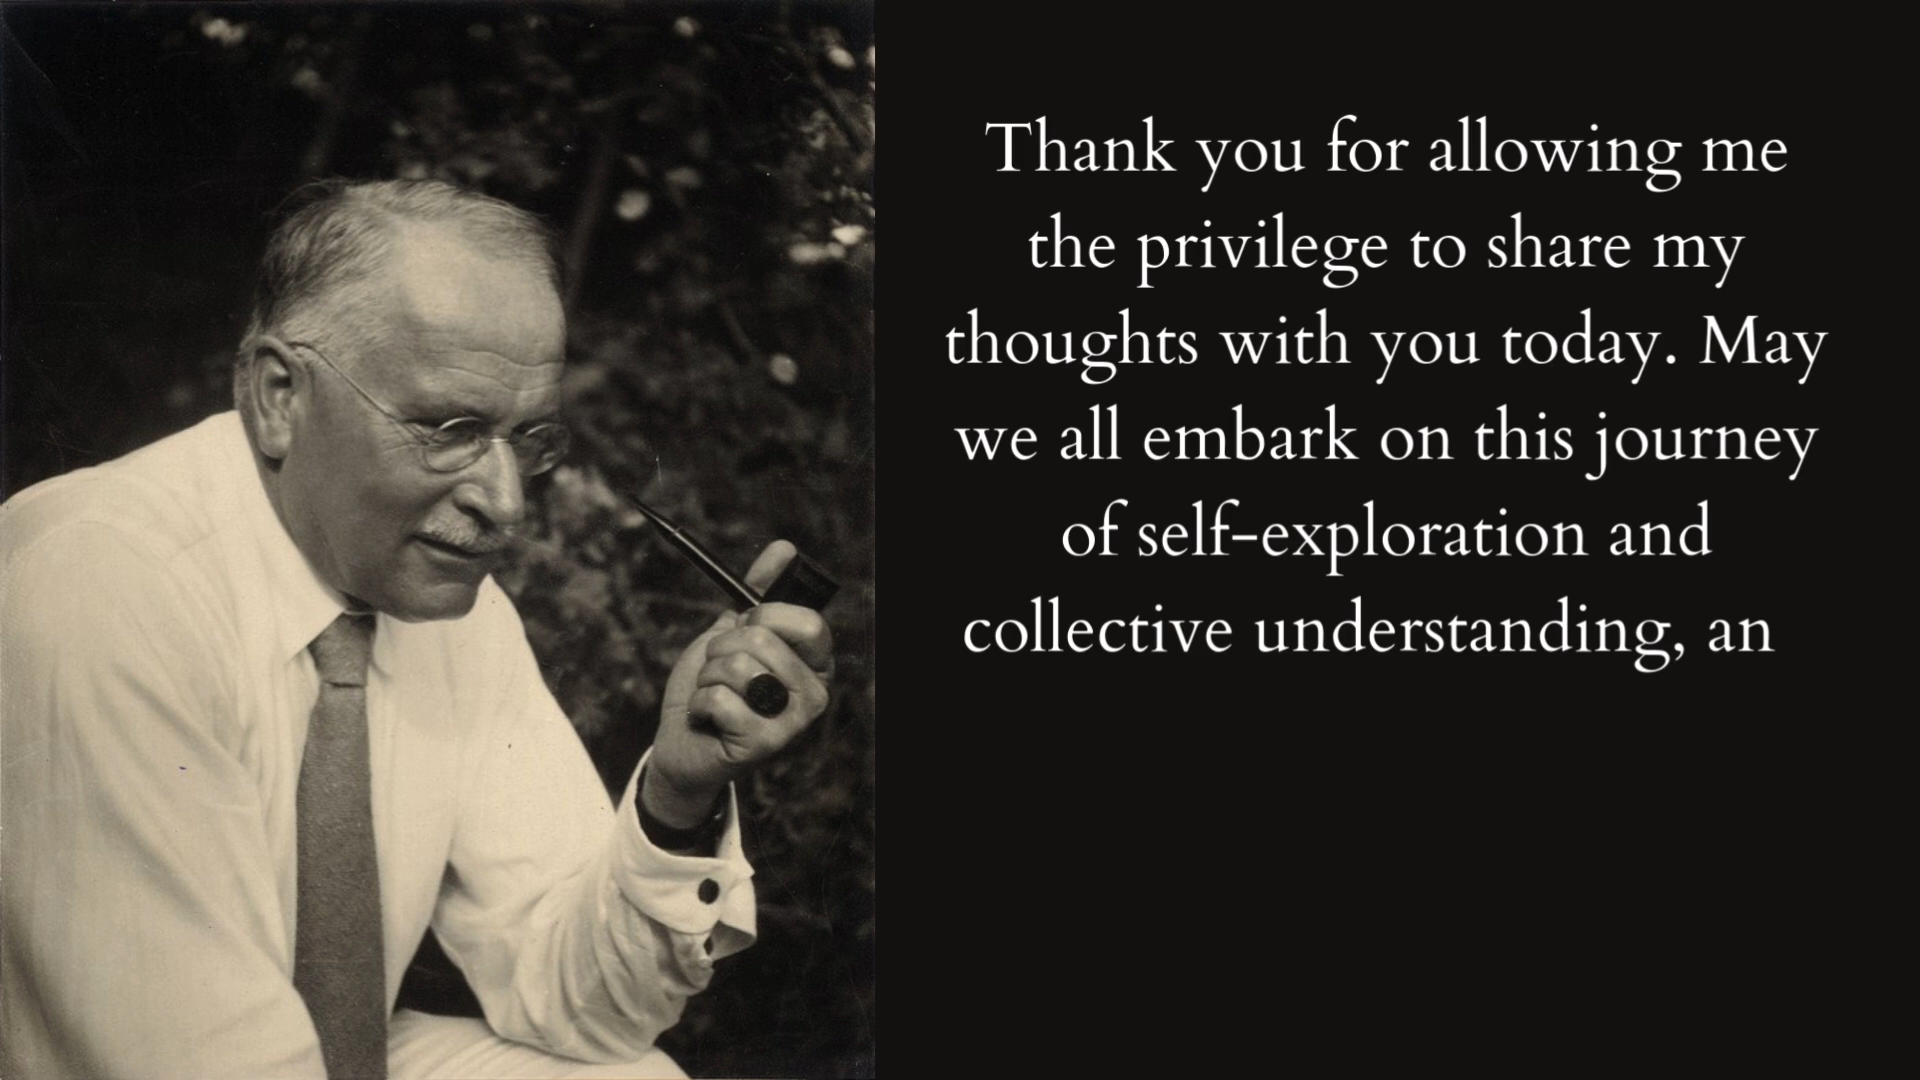 Thank you for allowing me
the privilege to share my
thoughts with you today. May
we all embark on this journey
of self-exploration and
collective understanding, an